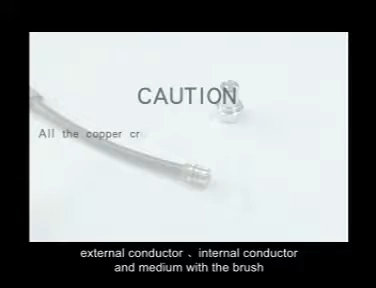 CAUTION
All the copper cr
external conductor 、 internal conductor
and medium with the brush